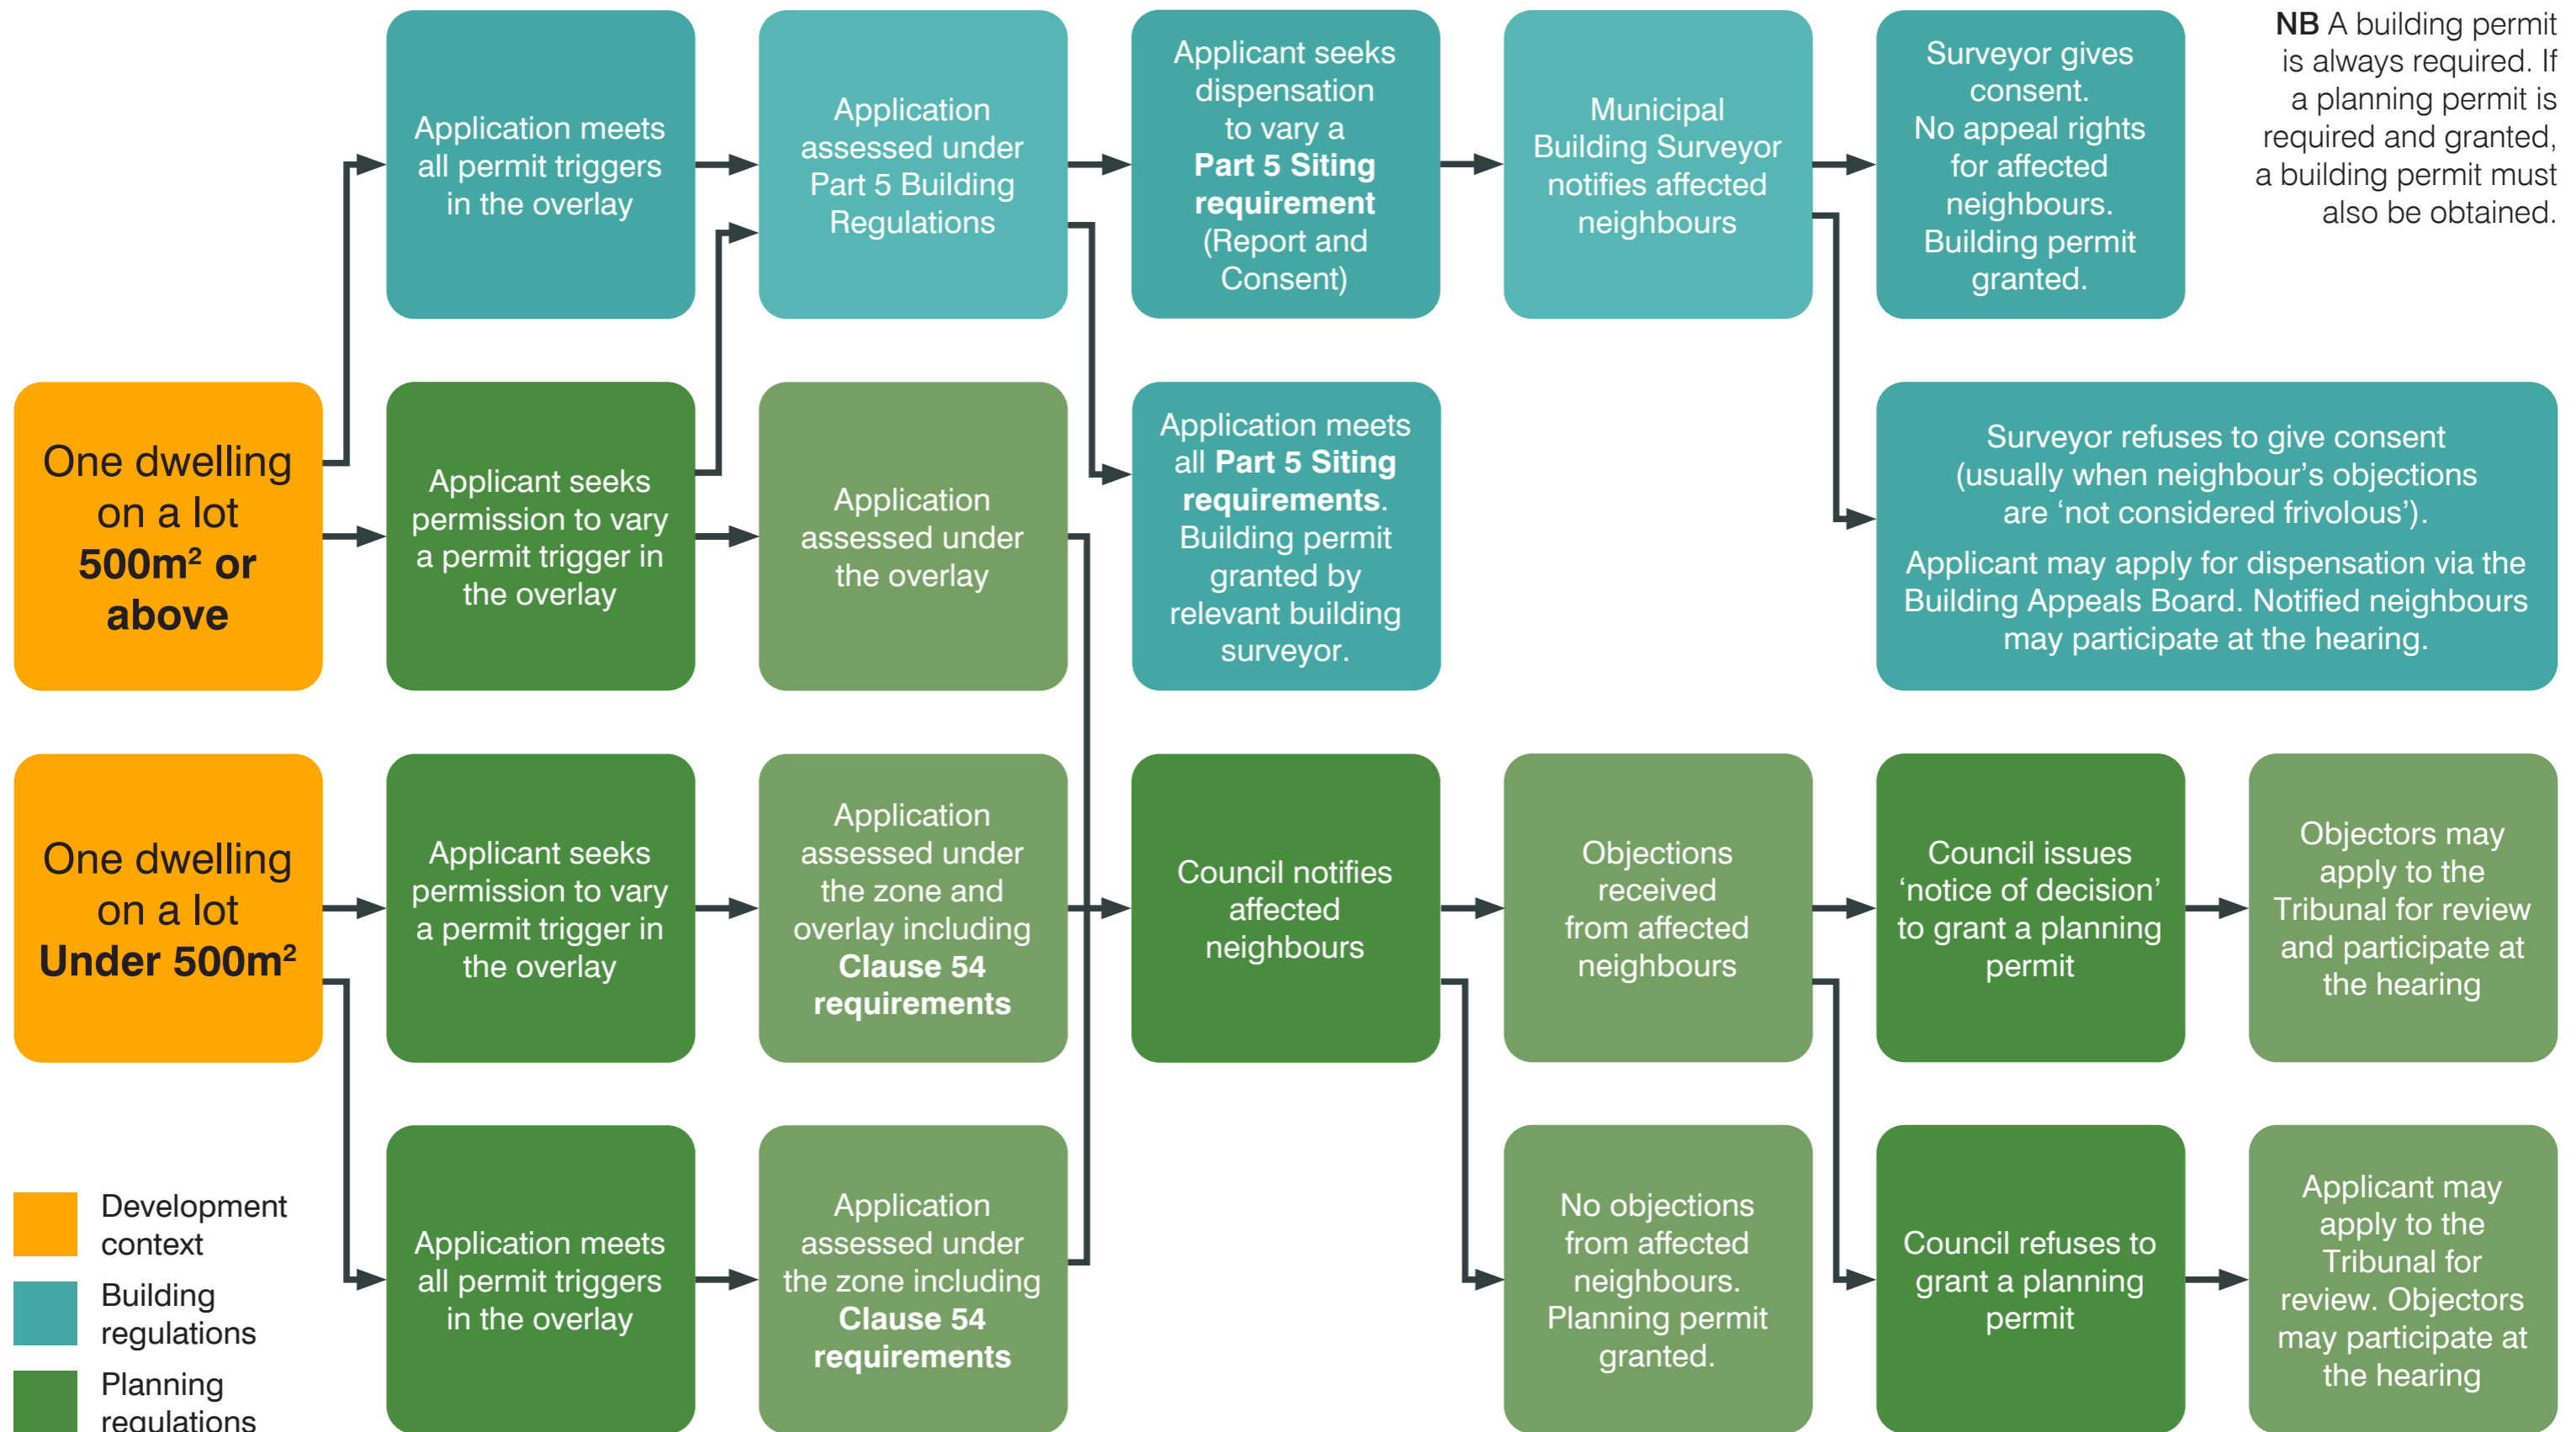 Application meets
all permit triggers
in the overlay
Application
assessed under
Part 5 Building
Regulations
Applicant seeks
dispensation
to vary a
Part 5 Siting
requirement
(Report and
Consent)
Municipal
Building Surveyor
notifies affected
neighbours
Surveyor gives
consent.
No appeal rights
for affected
neighbours.
Building permit
granted.
NB A building permit
is always required. If
a planning permit is
required and granted,
a building permit must
also be obtained.
One dwelling
on a lot
500m² or
above
Applicant seeks
permission to vary
a permit trigger in
the overlay
Application
assessed under
the overlay
Application meets
all Part 5 Siting
requirements.
Building permit
granted by
relevant building
surveyor.
Surveyor refuses to give consent
(usually when neighbour’s objections
are ‘not considered frivolous’).
Applicant may apply for dispensation via the
Building Appeals Board. Notified neighbours
may participate at the hearing.
One dwelling
on a lot
Under 500m²
Applicant seeks
permission to vary
a permit trigger in
the overlay
Application
assessed under
the zone and
overlay including
Clause 54
requirements
Council notifies
affected
neighbours
Objections
received
from affected
neighbours
Council issues
‘notice of decision’
to grant a planning
permit
Objectors may
apply to the
Tribunal for review
and participate at
the hearing
Application meets
all permit triggers
in the overlay
Application
assessed under
the zone including
Clause 54
requirements
No objections
from affected
neighbours.
Planning permit
granted.
Council refuses to
grant a planning
permit
Applicant may
apply to the
Tribunal for
review. Objectors
may participate at
the hearing
Development
context
Building
regulations
Planning
regulations